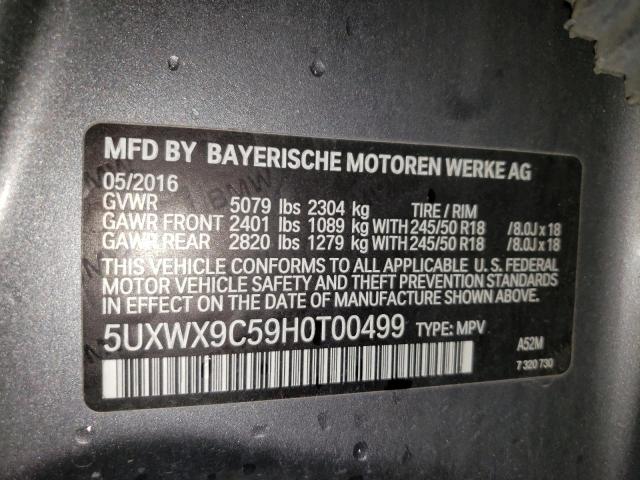 MFD BY BAYERISCHE MOTOREN WERKE AG
05/2016
GVWR 5079 lbs 2304 kg TIRE / RIM
GAWR FRONT 2401 lbs 1089 kg WITH 245/50 R18 /8.0J x 18
GAWR REAR 2820 lbs 1279 kg WITH 245/50 R18 /8.0J x 18
THIS VEHICLE CONFORMS TO ALL APPLICABLE U. S. FEDERAL
MOTOR VEHICLE SAFETY AND THEFT PREVENTION STANDARDS
IN EFFECT ON THE DATE OF MANUFACTURE SHOWN ABOVE.
5UXWX9C59H0T00499 TYPE: MPV
A52M
7 320 730
BMW